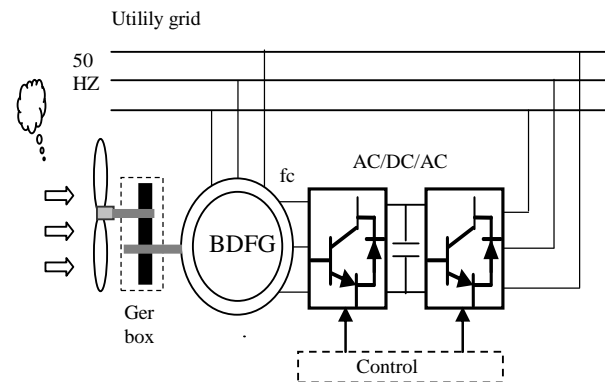 Utilily grid
50
HZ
AC/DC/AC
fc
BDFG
Ger
box
Control